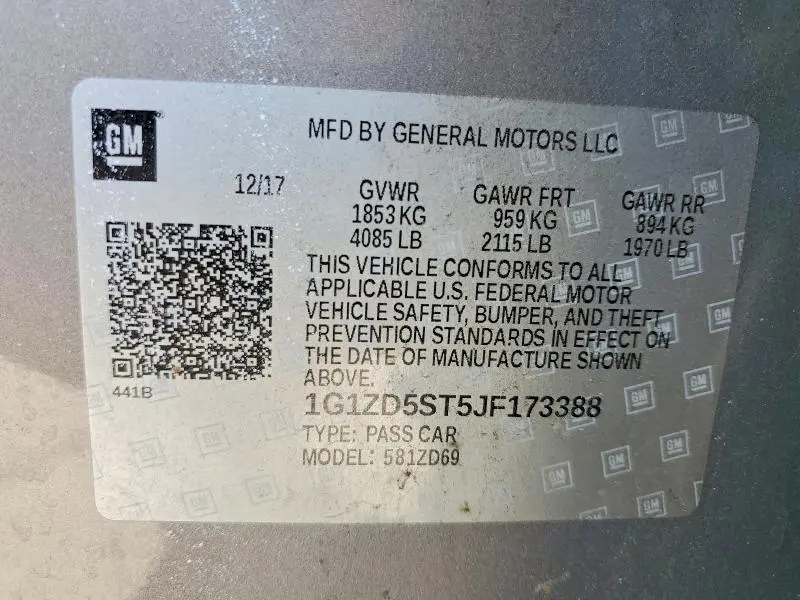 GM
MFD BY GENERAL MOTORS LLC
12/17
GVWR
1853 KG
4085 LB
GAWR FRT
959 KG
2115 LB
GAWR RR
894 KG
1970 LB
THIS VEHICLE CONFORMS TO ALL
APPLICABLE U.S. FEDERAL MOTOR
VEHICLE SAFETY, BUMPER, AND THEFT
PREVENTION STANDARDS IN EFFECT ON
THE DATE OF MANUFACTURE SHOWN
ABOVE.
441B
1G1ZD5ST5JF173388
TYPE: PASS CAR
MODEL: 581ZD69